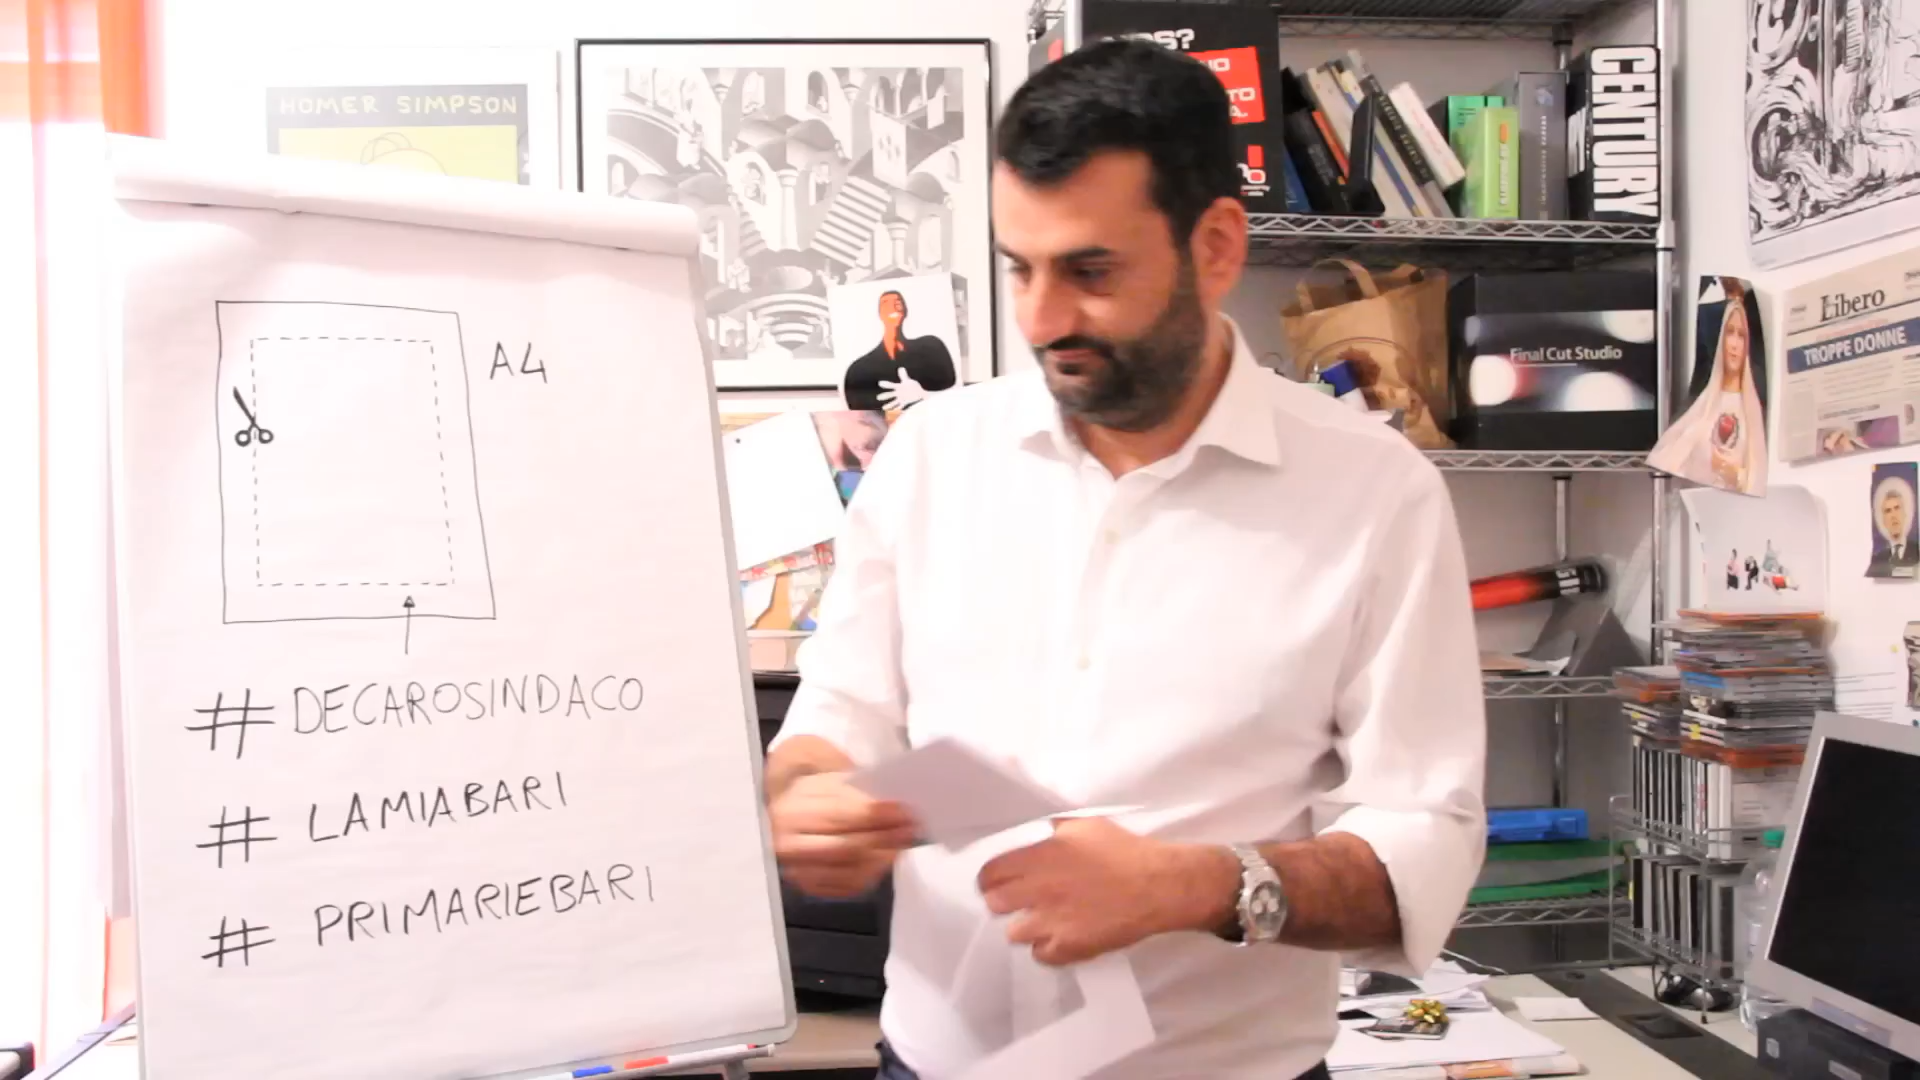 HOMER SIMPSON
A4
#DECAROSINDACO
# LAMIABARI
# PRIMARIEBARI
CENTURY
Final Cut Studio
Libero
TROPPE DONNE